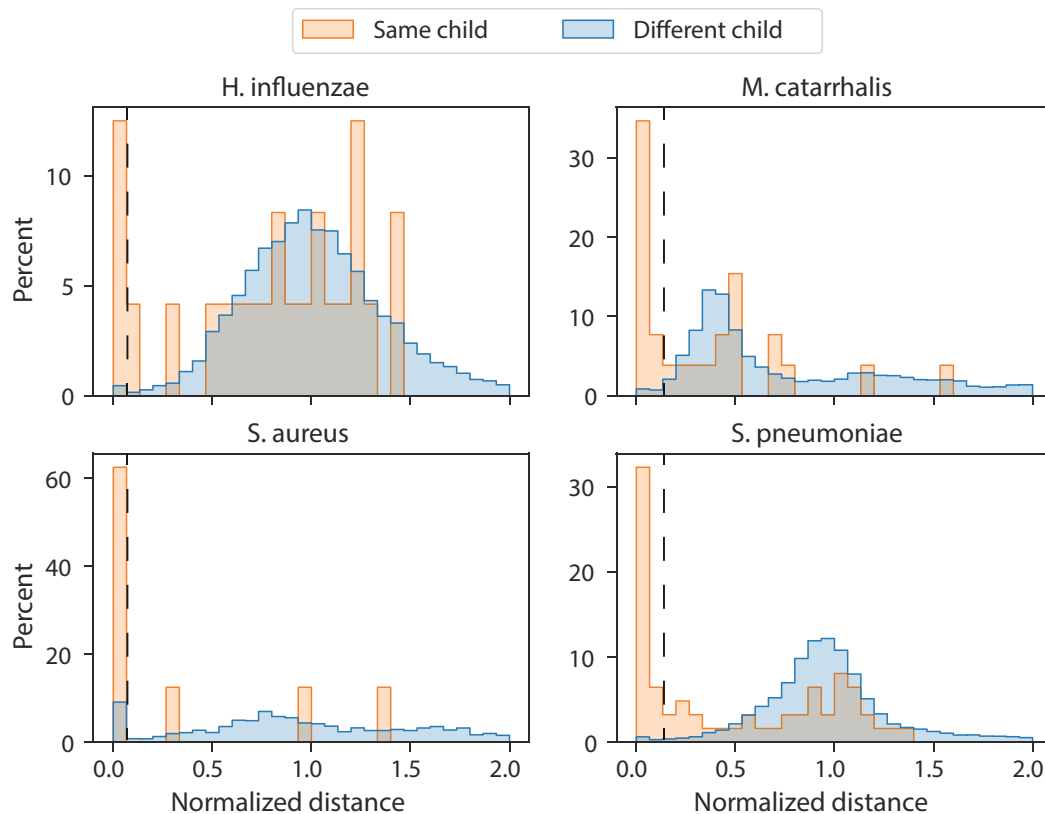 Same child
Different child
H. influenzae
M. catarrhalis
Percent
10
5
0
30
20
10
0
S. aureus
S. pneumoniae
Percent
60
40
20
0
30
20
10
0
0.0 0.5 1.0 1.5 2.0
0.0 0.5 1.0 1.5 2.0
Normalized distance
Normalized distance